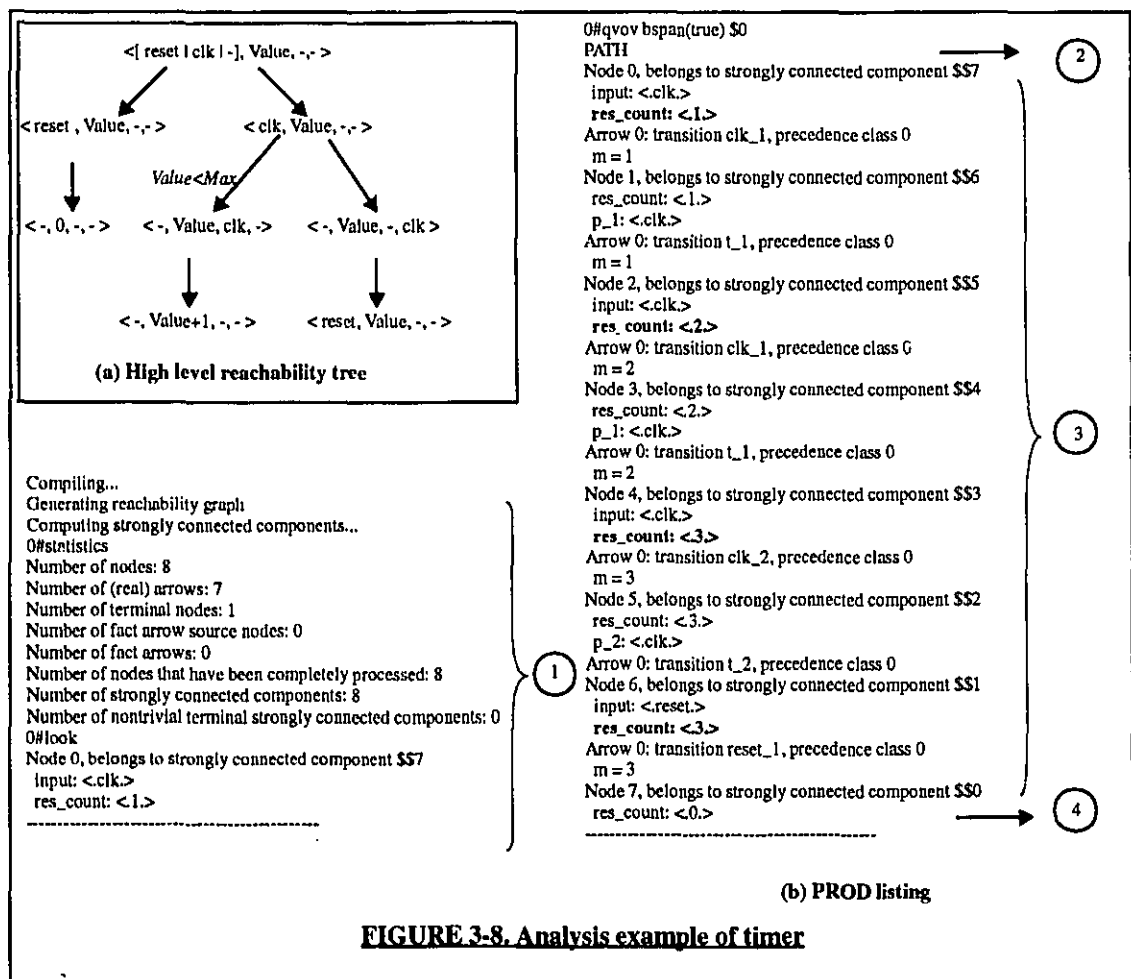 <[ reset | clk | -], Value, -,- >
< reset , Value, -,- > < clk, Value, -,- >
Value<Max
< -, 0, -, - > < -, Value, clk, -> < -, Value, -, clk >
< -, Value+1, -, - > < reset, Value, -, - >
(a) High level reachability tree
Compiling...
Generating reachability graph
Computing strongly connected components...
0#statistics
Number of nodes: 8
Number of (real) arrows: 7
Number of terminal nodes: 1
Number of fact arrow source nodes: 0
Number of fact arrows: 0
Number of nodes that have been completely processed: 8
Number of strongly connected components: 8
Number of nontrivial terminal strongly connected components: 0
0#look
Node 0, belongs to strongly connected component $$7
input: <.clk.>
res_count: <.1.>
----------------------------------------
1
0#qvov bspan(true) $0
PATH
2
Node 0, belongs to strongly connected component $$7
input: <.clk.>
res_count: <.1.>
Arrow 0: transition clk_1, precedence class 0
m = 1
Node 1, belongs to strongly connected component $$6
res_count: <.1.>
p_1: <.clk.>
Arrow 0: transition t_1, precedence class 0
m = 1
Node 2, belongs to strongly connected component $$5
input: <.clk.>
res_count: <.2.>
Arrow 0: transition clk_1, precedence class 0
m = 2
Node 3, belongs to strongly connected component $$4
res_count: <.2.>
p_1: <.clk.>
Arrow 0: transition t_1, precedence class 0
m = 2
Node 4, belongs to strongly connected component $$3
input: <.clk.>
res_count: <.3.>
Arrow 0: transition clk_2, precedence class 0
m = 3
Node 5, belongs to strongly connected component $$2
res_count: <.3.>
p_2: <.clk.>
Arrow 0: transition t_2, precedence class 0
Node 6, belongs to strongly connected component $$1
input: <.reset.>
res_count: <.3.>
Arrow 0: transition reset_1, precedence class 0
m = 3
Node 7, belongs to strongly connected component $$0
res_count: <.0.>
----------------------------------------
3
4
(b) PROD listing
FIGURE 3-8. Analysis example of timer